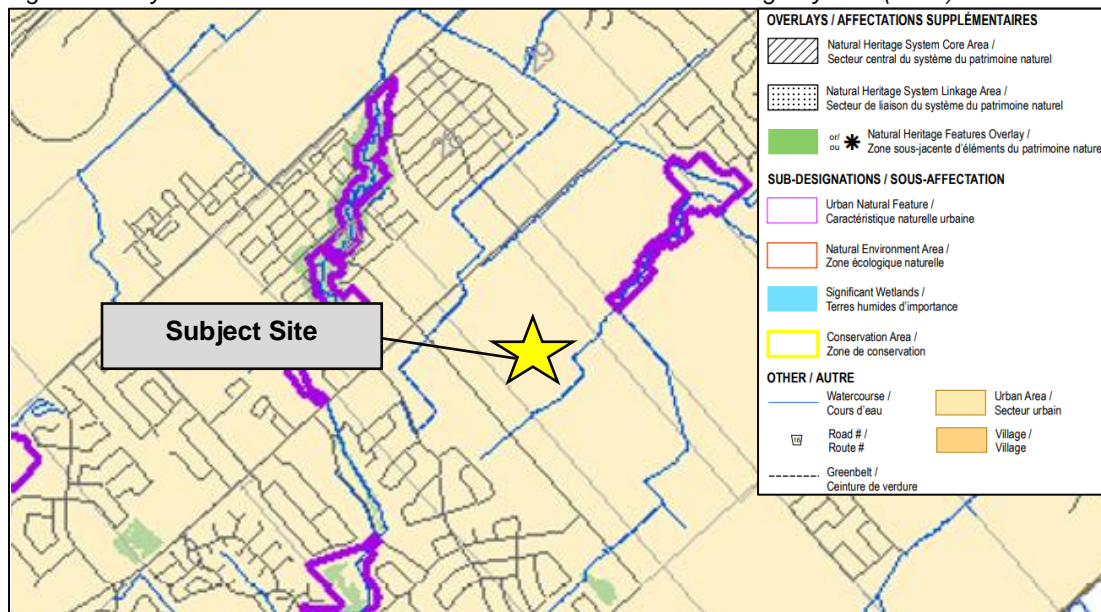 OVERLAYS / AFFECTATIONS SUPPLÉMENTAIRES
Natural Heritage System Core Area /
Secteur central du système du patrimoine naturel
Natural Heritage System Linkage Area /
Secteur de liaison du système du patrimoine naturel
or/
ou
Natural Heritage Features Overlay /
Zone sous-jacente d'éléments du patrimoine nature
SUB-DESIGNATIONS / SOUS-AFFECTATION
Urban Natural Feature /
Caractéristique naturelle urbaine
Natural Environment Area /
Zone écologique naturelle
Significant Wetlands /
Terres humides d'importance
Conservation Area /
Zone de conservation
OTHER / AUTRE
Watercourse /
Cours d'eau
Urban Area /
Secteur urbain
16
Road # /
Route #
Village /
Village
Greenbelt /
Ceinture de verdure
29
29
Subject Site